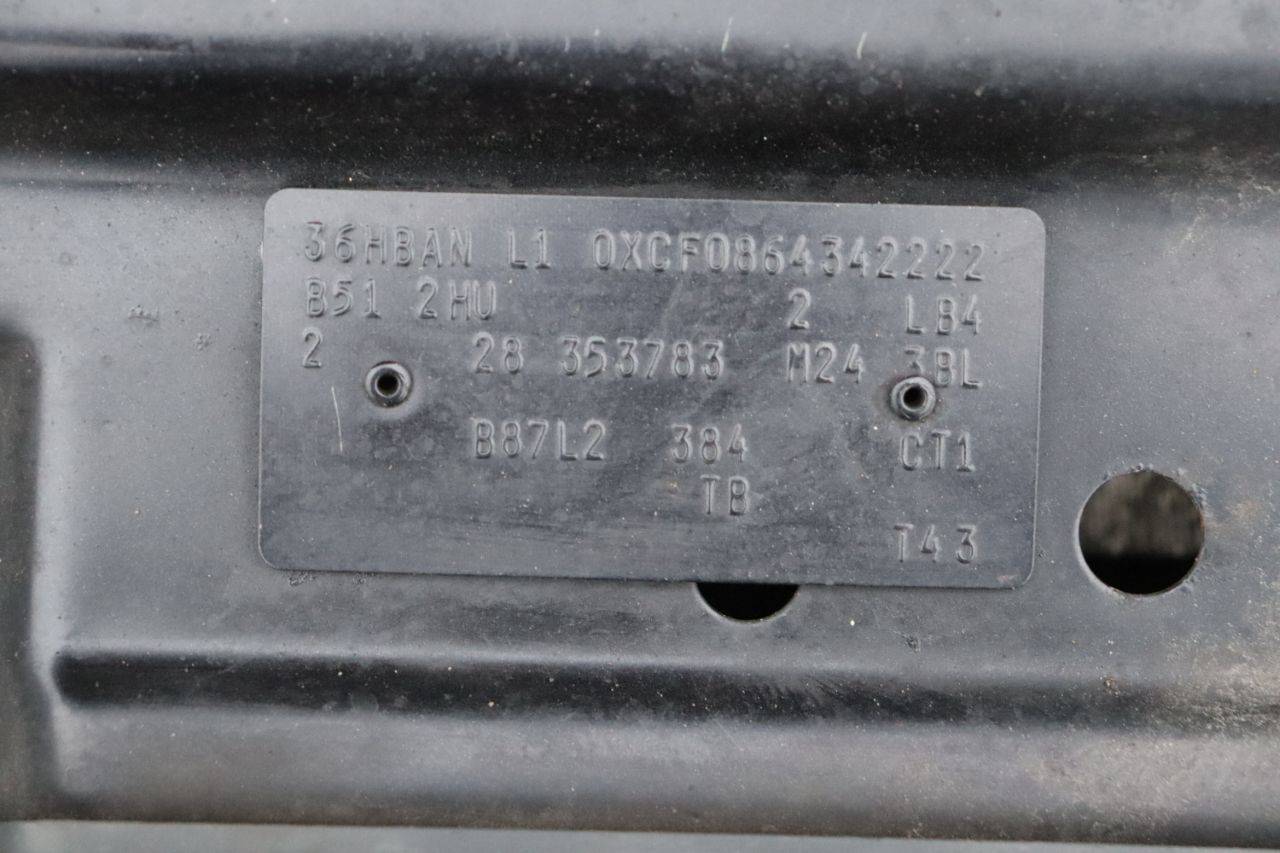 36HBAN L1 0XCF0864342222
B51 2HU 2 LB4
2 28 353783 M24 3BL
B87L2 384 CT1
TB
T43